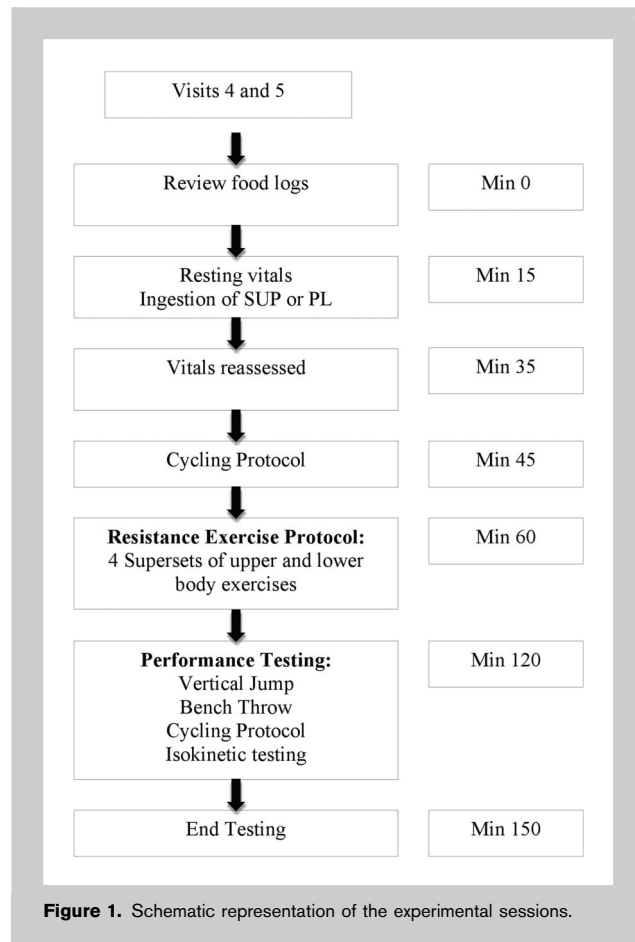 Visits 4 and 5
Review food logs
Min 0
Resting vitals
Ingestion of SUP or PL
Min 15
Vitals reassessed
Min 35
Cycling Protocol
Min 45
Resistance Exercise Protocol:
4 Supersets of upper and lower
body exercises
Min 60
Performance Testing:
Vertical Jump
Bench Throw
Cycling Protocol
Isokinetic testing
Min 120
End Testing
Min 150
Figure 1. Schematic representation of the experimental sessions.